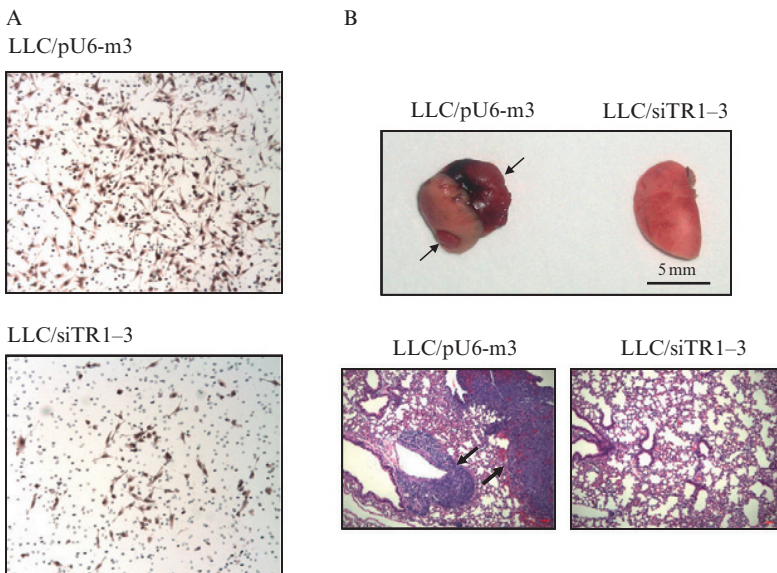 A
LLC/pU6-m3
LLC/siTR1–3
B
LLC/pU6-m3 LLC/siTR1–3
5 mm
LLC/pU6-m3 LLC/siTR1–3